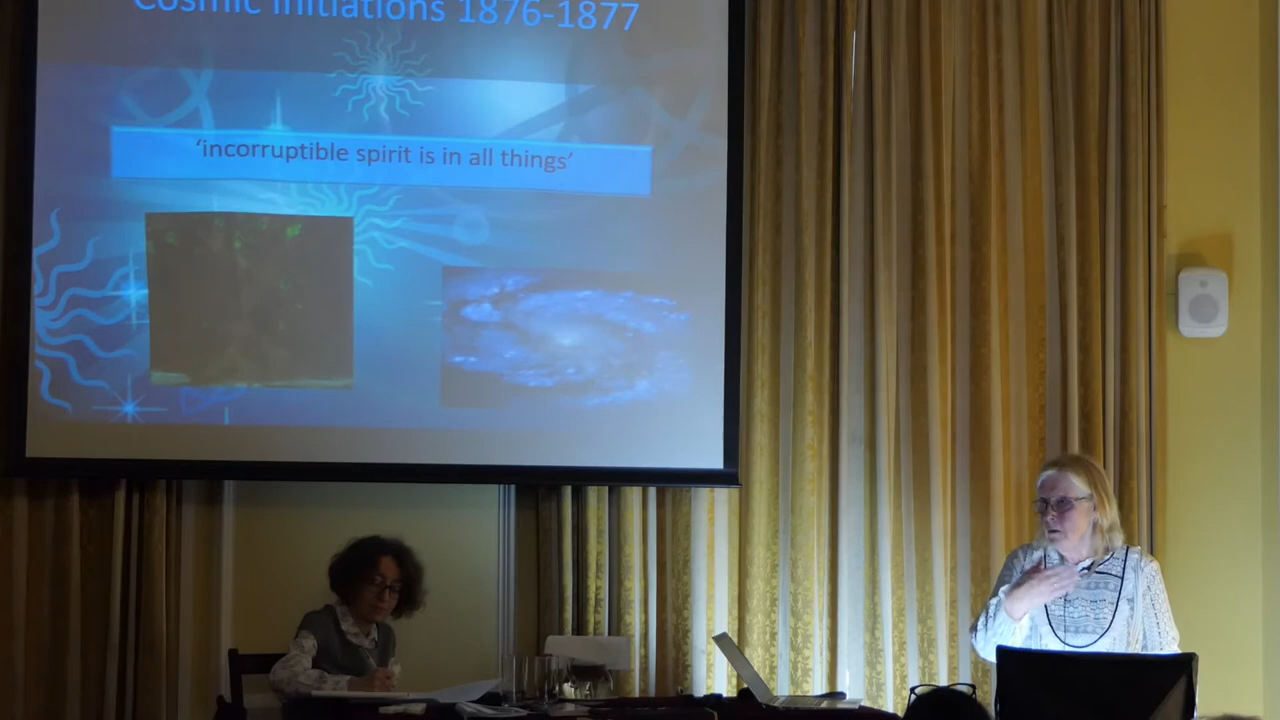 Cosmic Initiations 1876-1877
‘incorruptible spirit is in all things’